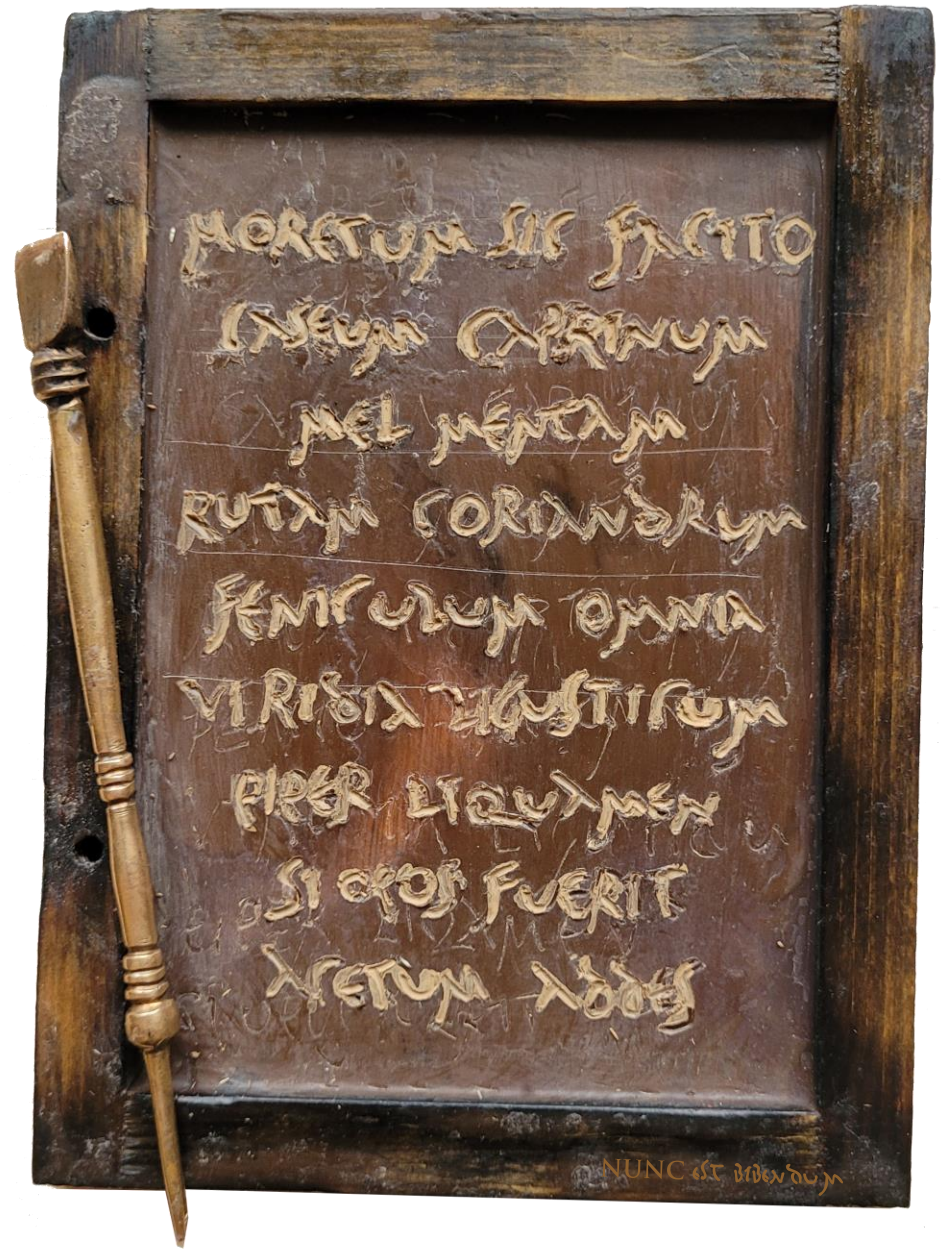 MORETUM SIC FACITO
CASEUM CAPRINUM
MEL MENTAM
RUTAM CORIANDRUM
FENICULUM OMNIA
VIRIDIA LIGUSTICUM
PIPER LIQUAMEN
SI OPOS FUERIT
ACETUM ADDES
NUNC EST BIBENDUM